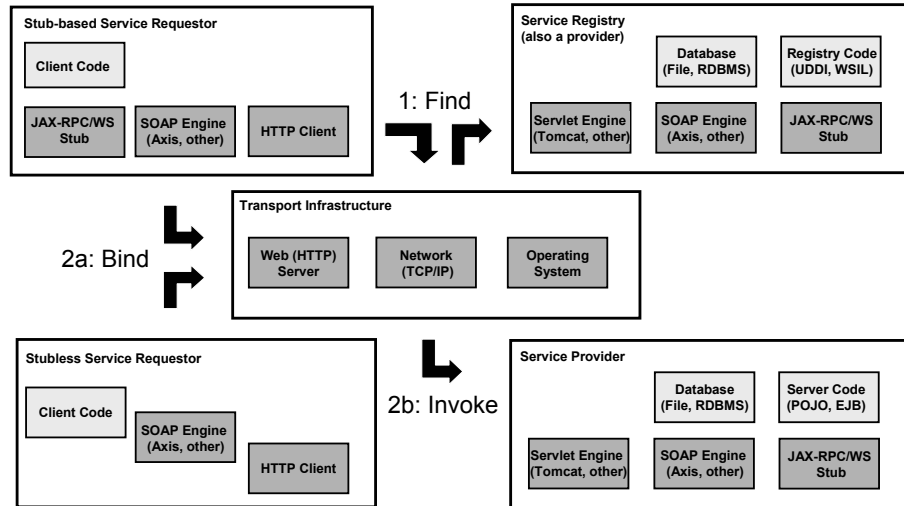 Stub-based Service Requestor
Client Code
JAX-RPC/WS
Stub
SOAP Engine
(Axis, other)
HTTP Client
1: Find
Service Registry
(also a provider)
Database
(File, RDBMS)
Registry Code
(UDDI, WSIL)
Servlet Engine
(Tomcat, other)
SOAP Engine
(Axis, other)
JAX-RPC/WS
Stub
2a: Bind
Transport Infrastructure
Web (HTTP)
Server
Network
(TCP/IP)
Operating
System
Stubless Service Requestor
Client Code
SOAP Engine
(Axis, other)
HTTP Client
2b: Invoke
Service Provider
Database
(File, RDBMS)
Server Code
(POJO, EJB)
Servlet Engine
(Tomcat, other)
SOAP Engine
(Axis, other)
JAX-RPC/WS
Stub